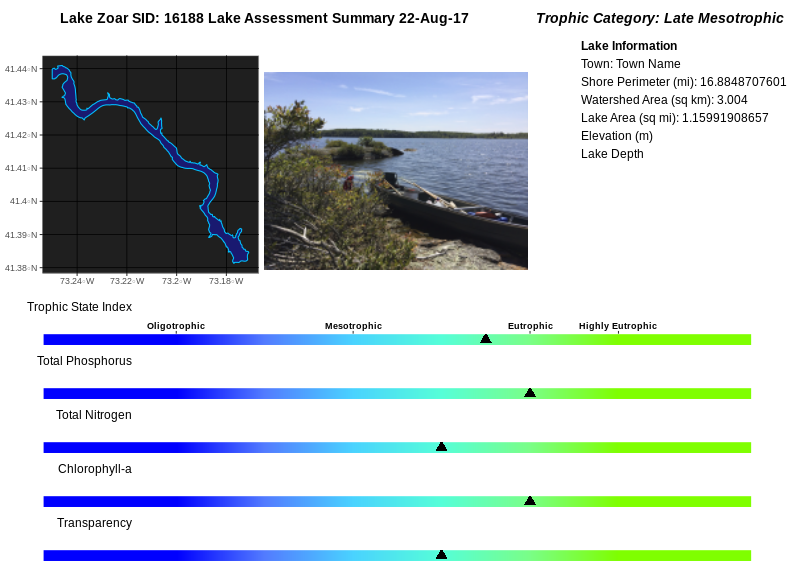 Lake Zoar SID: 16188 Lake Assessment Summary 22-Aug-17
Trophic Category: Late Mesotrophic
Lake Information
Town: Town Name
Shore Perimeter (mi): 16.8848707601
Watershed Area (sq km): 3.004
Lake Area (sq mi): 1.15991908657
Elevation (m)
Lake Depth
41.44◦N
41.43◦N
41.42◦N
41.41◦N
41.4◦N
41.39◦N
41.38◦N
73.24◦W 73.22◦W 73.2◦W 73.18◦W
Trophic State Index
Oligotrophic Mesotrophic Eutrophic Highly Eutrophic
Total Phosphorus
Total Nitrogen
Chlorophyll-a
Transparency